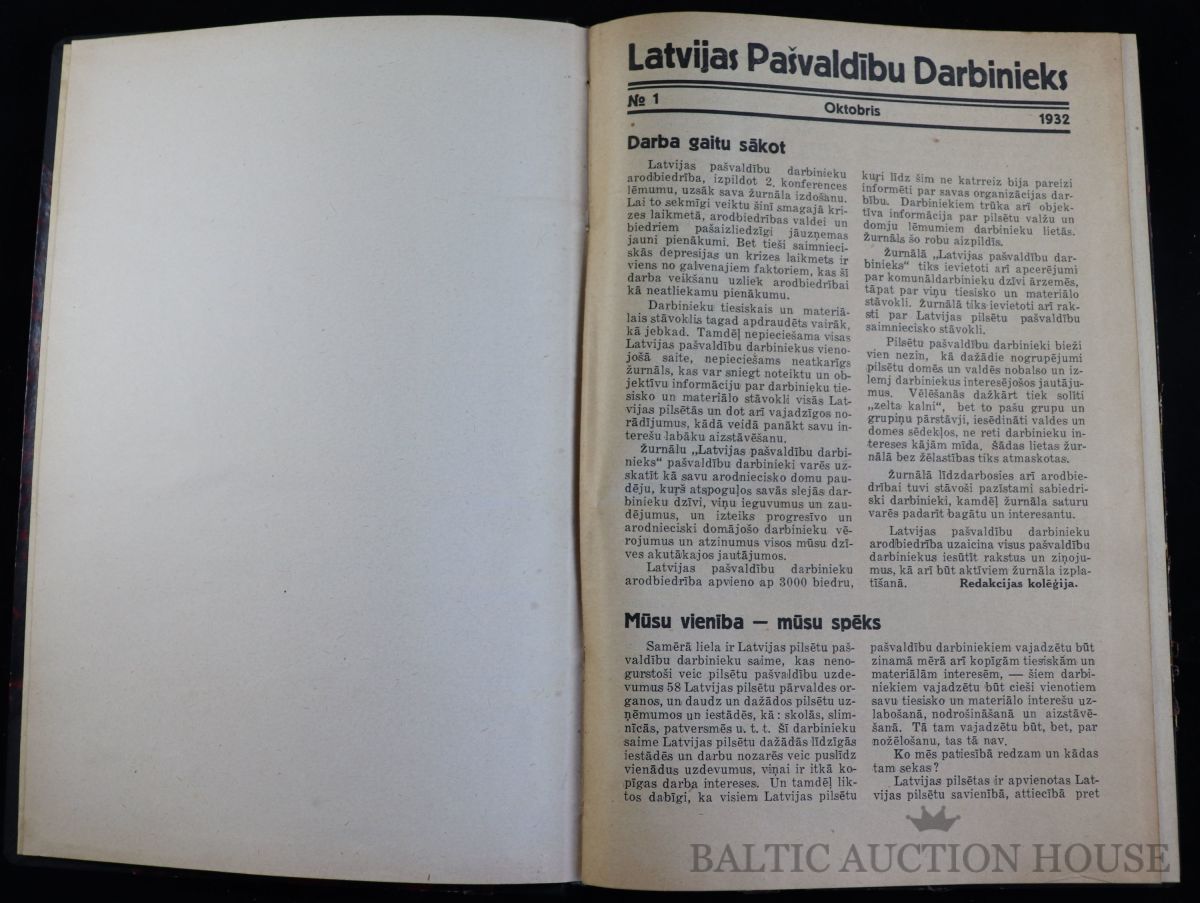 Latvijas Pašvaldību Darbinieks
№ 1
Oktobris
1932
Darba gaitu sākot
Latvijas pašvaldību darbinieku
arodbiedrība, izpildot 2. konferences
lēmumu, uzsāk sava žurnāla izdošanu.
Lai to sekmīgi veiktu šinī smagajā kri-
zes laikmetā, arodbiedrības valdei un
biedriem pašaizliedzīgi jāuzņemas
jauni pienākumi. Bet tieši saimnieci-
skās depresijas un krizes laikmets ir
viens no galvenajiem faktoriem, kas šī
darba veikšanu uzliek arodbiedrībai
kā neatliekamu pienākumu.
Darbinieku tiesiskais un materiā-
lais stāvoklis tagad apdraudēts vairāk,
kā jebkad. Tamdēļ nepieciešama visas
Latvijas pašvaldību darbiniekus vieno-
jošā saite, nepieciešams neatkarīgs
žurnāls, kas var sniegt noteiktu un ob-
jektīvu informāciju par darbinieku tie-
sisko un materiālo stāvokli visās Lat-
vijas pilsētās un dot arī vajadzīgos no-
rādījumus, kādā veidā panākt savu in-
terešu labāku aizstāvēšanu.
Žurnālu „Latvijas pašvaldību darbi-
nieks“ pašvaldību darbinieki varēs uz-
skatīt kā savu arodniecisko domu pau-
dēju, kuŗš atspoguļos savās slejās dar-
binieku dzīvi, viņu ieguvumus un zau-
dējumus, un izteiks progresīvo un
arodnieciski domājošo darbinieku vē-
rojumus un atzinumus visos mūsu dzī-
ves akutākajos jautājumos.
Latvijas pašvaldību darbinieku
arodbiedrība apvieno ap 3000 biedru,
kuŗi līdz šim ne katrreiz bija pareizi
informēti par savas organizācijas dar-
bību. Darbiniekiem trūka arī objek-
tīva informācija par pilsētu valžu un
domju lēmumiem darbinieku lietās.
Žurnāls šo robu aizpildīs.
Žurnālā „Latvijas pašvaldību dar-
binieks“ tiks ievietoti arī apcerējumi
par komunāldarbinieku dzīvi ārzemēs,
tāpat par viņu tiesisko un materiālo
stāvokli. Žurnālā tiks ievietoti arī rak-
sti par Latvijas pilsētu pašvaldību
saimniecisko stāvokli.
Pilsētu pašvaldību darbinieki bieži
vien nezin, kā dažādie nogrupējumi
pilsētu domēs un valdēs nobalso un iz-
lemj darbiniekus interesējošos jautāju-
mus. Vēlēšanās dažkārt tiek solīti
„zelta kalni“, bet to pašu grupu un
grupiņu pārstāvji, iesēdināti valdes un
domes sēdekļos, ne reti darbinieku in-
tereses kājām mīda. Šādas lietas žur-
nālā bez žēlastības tiks atmaskotas.
Žurnālā līdzdarbosies arī arodbie-
drībai tuvi stāvoši pazīstami sabiedri-
ski darbinieki, kamdēļ žurnāla saturu
varēs padarīt bagātu un interesantu.
Latvijas pašvaldību darbinieku
arodbiedrība uzaicina visus pašvaldību
darbiniekus iesūtīt rakstus un ziņoju-
mus, kā arī būt aktīviem žurnāla izpla-
tīšanā. Redakcijas kolēģija.
Mūsu vienība — mūsu spēks
Samērā liela ir Latvijas pilsētu paš-
valdību darbinieku saime, kas neno-
gurstoši veic pilsētu pašvaldību uzde-
vumus 58 Latvijas pilsētu pārvaldes or-
ganos, un daudz un dažādos pilsētu uz-
ņēmumos un iestādēs, kā: skolās, slim-
nīcās, patversmēs u. t. t. Šī darbinieku
saime Latvijas pilsētu dažādās līdzīgās
iestādēs un darbu nozarēs veic puslīdz
vienādus uzdevumus, viņai ir itkā ko-
pīgas darba intereses. Un tamdēļ lik-
tos dabīgi, ka visiem Latvijas pilsētu
pašvaldību darbiniekiem vajadzētu būt
zinamā mērā arī kopīgām tiesiskām un
materiālām interesēm, — šiem darbi-
niekiem vajadzētu būt cieši vienotiem
savu tiesisko un materiālo interešu uz-
labošanā, nodrošināšanā un aizstāvē-
šanā. Tā tam vajadzētu būt, bet, par
nožēlošanu, tas tā nav.
Ko mēs patiesībā redzam un kādas
tam sekas?
Latvijas pilsētas ir apvienotas Lat-
vijas pilsētu savienībā, attiecībā pret
BALTIC AUCTION HOUSE